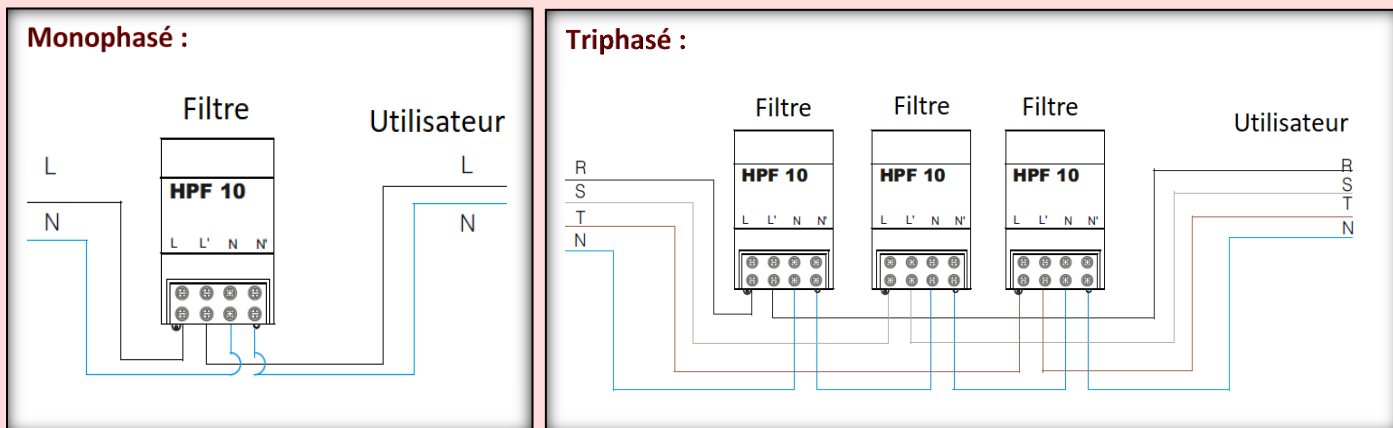 Monophasé :
Filtre
Utilisateur
L
L
HPF 10
N
N
L L' N N'
Triphasé :
Filtre
Filtre
Filtre
Utilisateur
R
S
T
N
HPF 10
HPF 10
HPF 10
L L' N N'
L L' N N'
L L' N N'
R
S
T
N